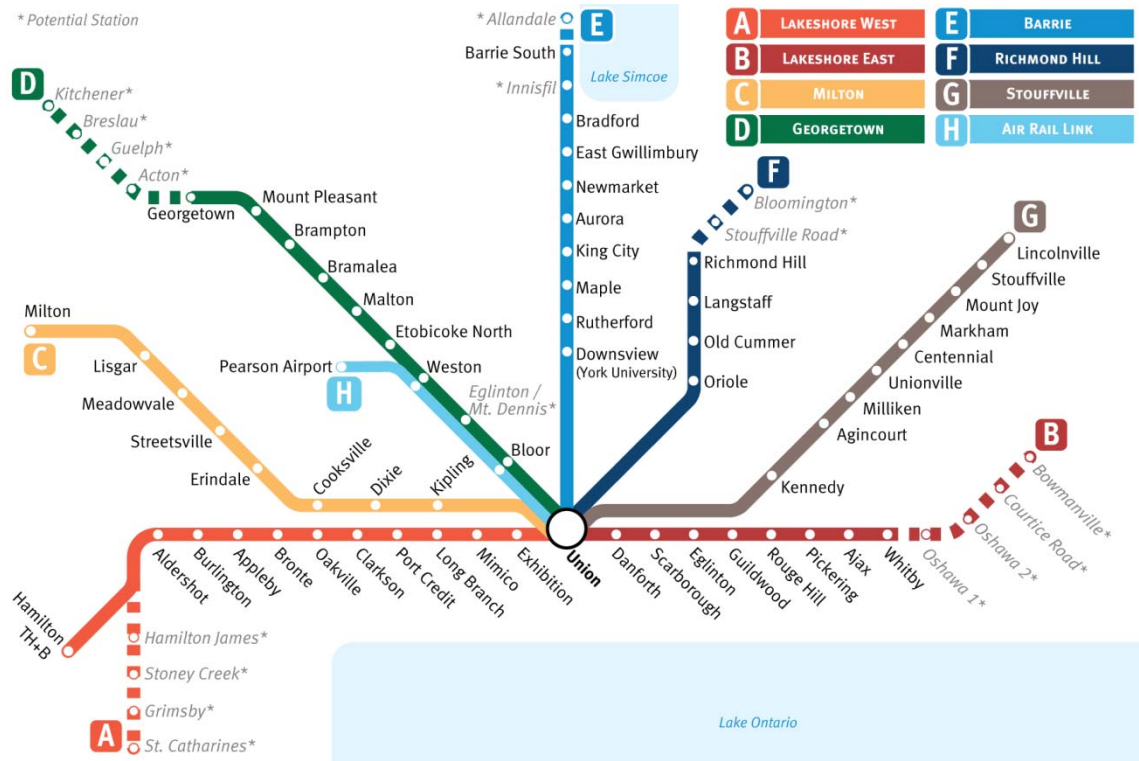 * Potential Station
* Allandale
E
Barrie South
* Innisfil
Bradford
East Gwillimbury
Newmarket
Aurora
King City
Maple
Rutherford
Downsview
(York University)
Lake Simcoe
A LAKESHORE WEST
B LAKESHORE EAST
C MILTON
D GEORGETOWN
E BARRIE
F RICHMOND HILL
G STOUFFVILLE
H AIR RAIL LINK
D
Kitchener*
Breslau*
Guelph*
Acton*
Georgetown
Mount Pleasant
Brampton
Bramalea
Malton
Etobicoke North
Weston
Eglinton /
Mt. Dennis*
Bloor
F
Bloomington*
Stouffville Road*
Richmond Hill
Langstaff
Old Cummer
Oriole
G
Lincolnville
Stouffville
Mount Joy
Markham
Centennial
Unionville
Milliken
Agincourt
Kennedy
Milton
C
Lisgar
Meadowvale
Streetsville
Erindale
Cooksville
Dixie
Kipling
Pearson Airport
H
B
Bowmanville*
Courtice Road*
Oshawa 2*
Oshawa 1*
Hamilton
TH+B
Aldershot
Burlington
Appleby
Bronte
Oakville
Clarkson
Port Credit
Long Branch
Mimico
Exhibition
Union
Danforth
Scarborough
Eglinton
Guildwood
Rouge Hill
Pickering
Ajax
Whitby
Hamilton James*
Stoney Creek*
Grimsby*
A
St. Catharines*
Lake Ontario